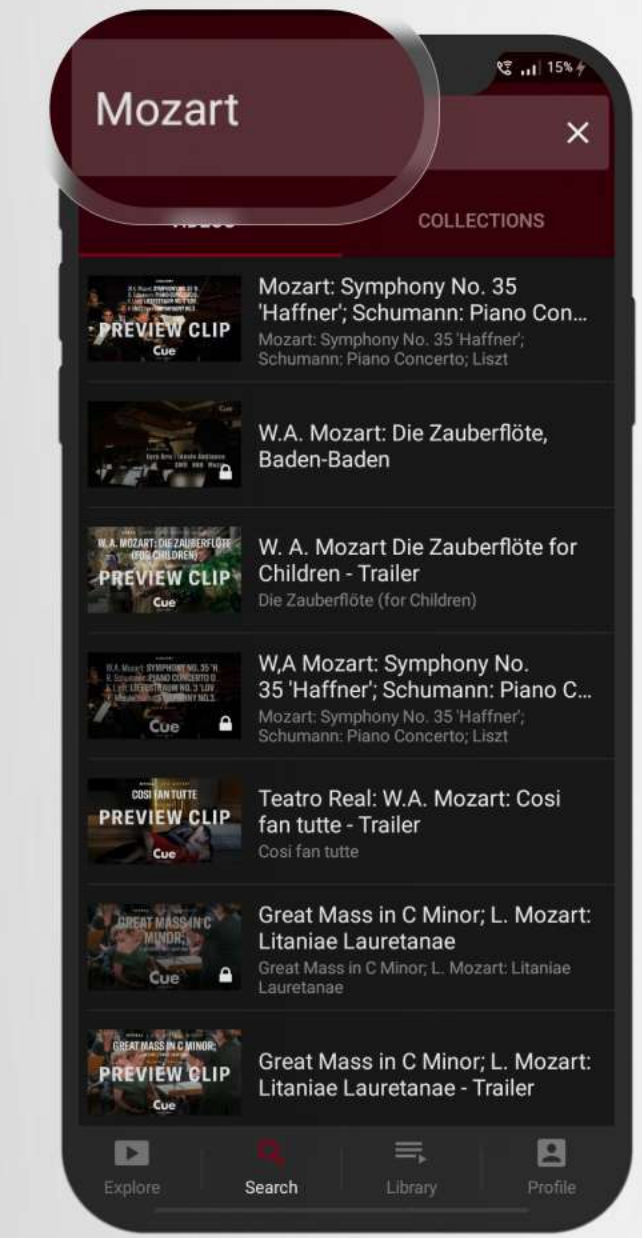 15%
Mozart
VIDEOS
COLLECTIONS
PREVIEW CLIP
Cue
Mozart: Symphony No. 35
'Haffner'; Schumann: Piano Con...
Mozart: Symphony No. 35 'Haffner';
Schumann: Piano Concerto; Liszt
W.A. Mozart: Die Zauberflöte,
Baden-Baden
W. A. MOZART: DIE ZAUBERFLÖTE
(FOR CHILDREN)
PREVIEW CLIP
Cue
W. A. Mozart Die Zauberflöte for
Children - Trailer
Die Zauberflöte (for Children)
Cue
W,A Mozart: Symphony No.
35 'Haffner'; Schumann: Piano C...
Mozart: Symphony No. 35 'Haffner';
Schumann: Piano Concerto; Liszt
COSI FAN TUTTE
PREVIEW CLIP
Cue
Teatro Real: W.A. Mozart: Cosi
fan tutte - Trailer
Cosi fan tutte
GREAT MASS IN C
MINOR;
Cue
Great Mass in C Minor; L. Mozart:
Litaniae Lauretanae
Great Mass in C Minor; L. Mozart: Litaniae
Lauretanae
GREAT MASS IN C MINOR;
PREVIEW CLIP
Cue
Great Mass in C Minor; L. Mozart:
Litaniae Lauretanae - Trailer
Explore
Search
Library
Profile